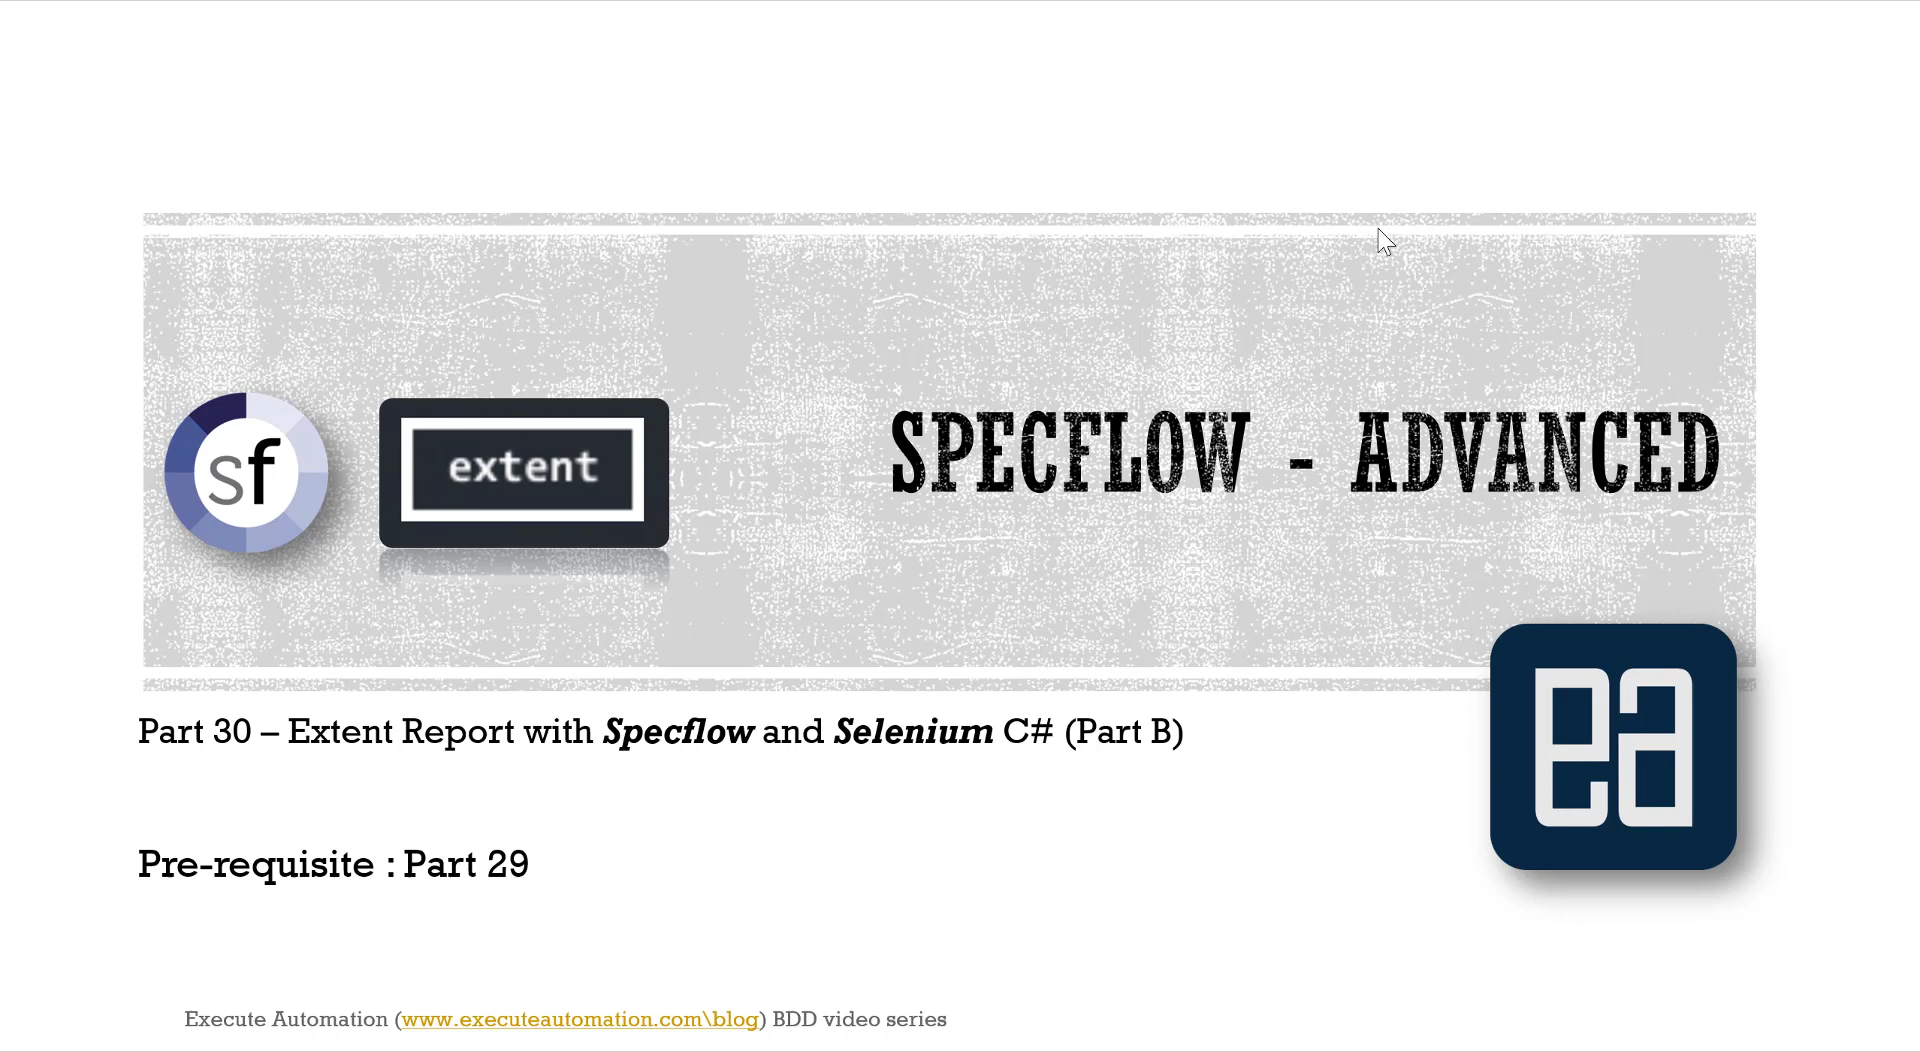 sf
extent
SPECFLOW - ADVANCED
ea
Part 30 – Extent Report with Specflow and Selenium C# (Part B)
Pre-requisite : Part 29
Execute Automation (www.executeautomation.com\blog) BDD video series